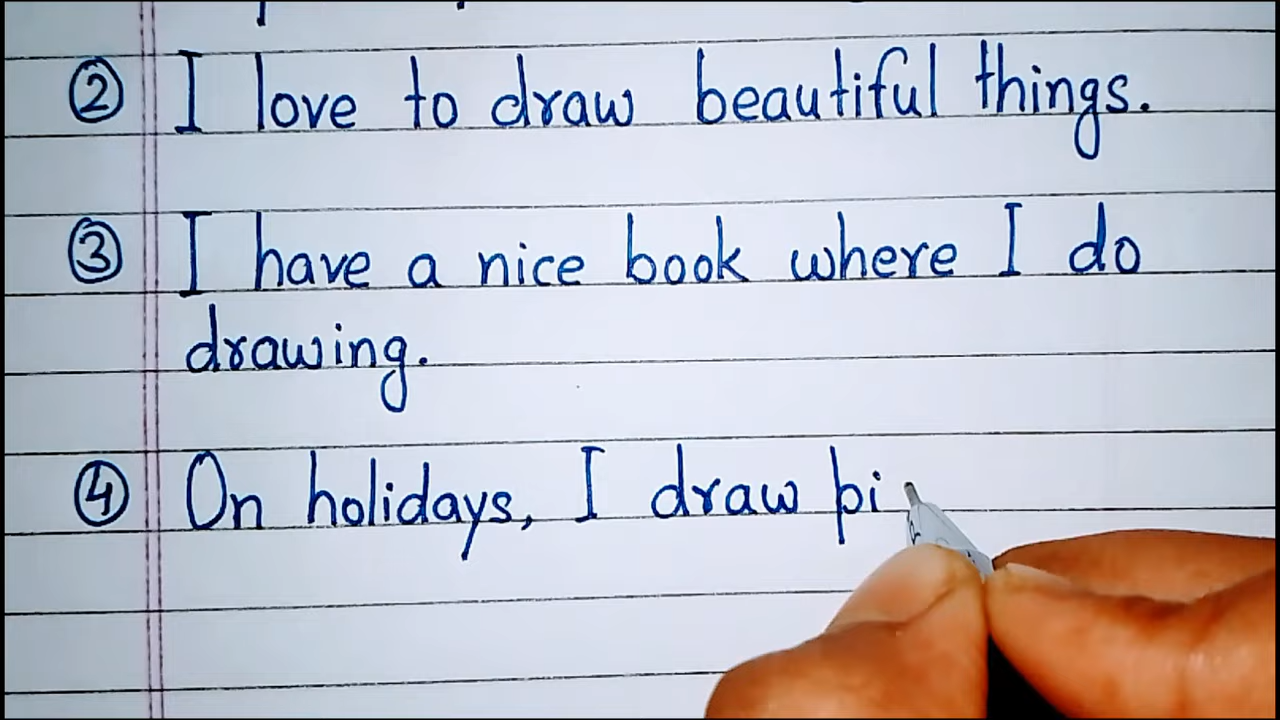 ② I love to draw beautiful things.
③ I have a nice book where I do
drawing.
④ On holidays, I draw pi